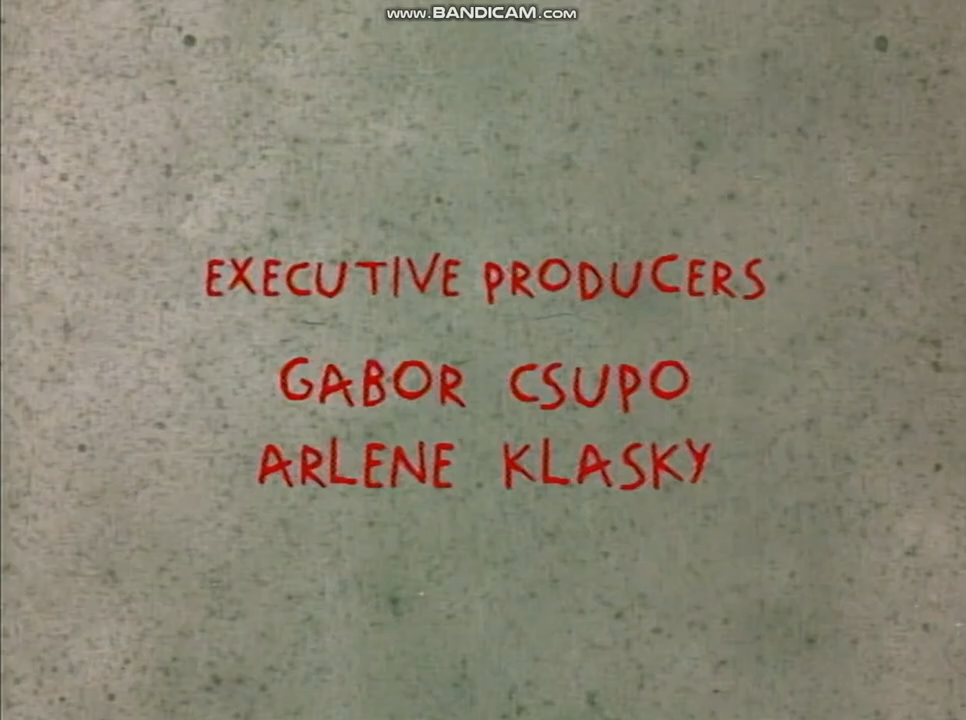 www.BANDICAM.com
EXECUTIVE PRODUCERS
GABOR CSUPO
ARLENE KLASKY